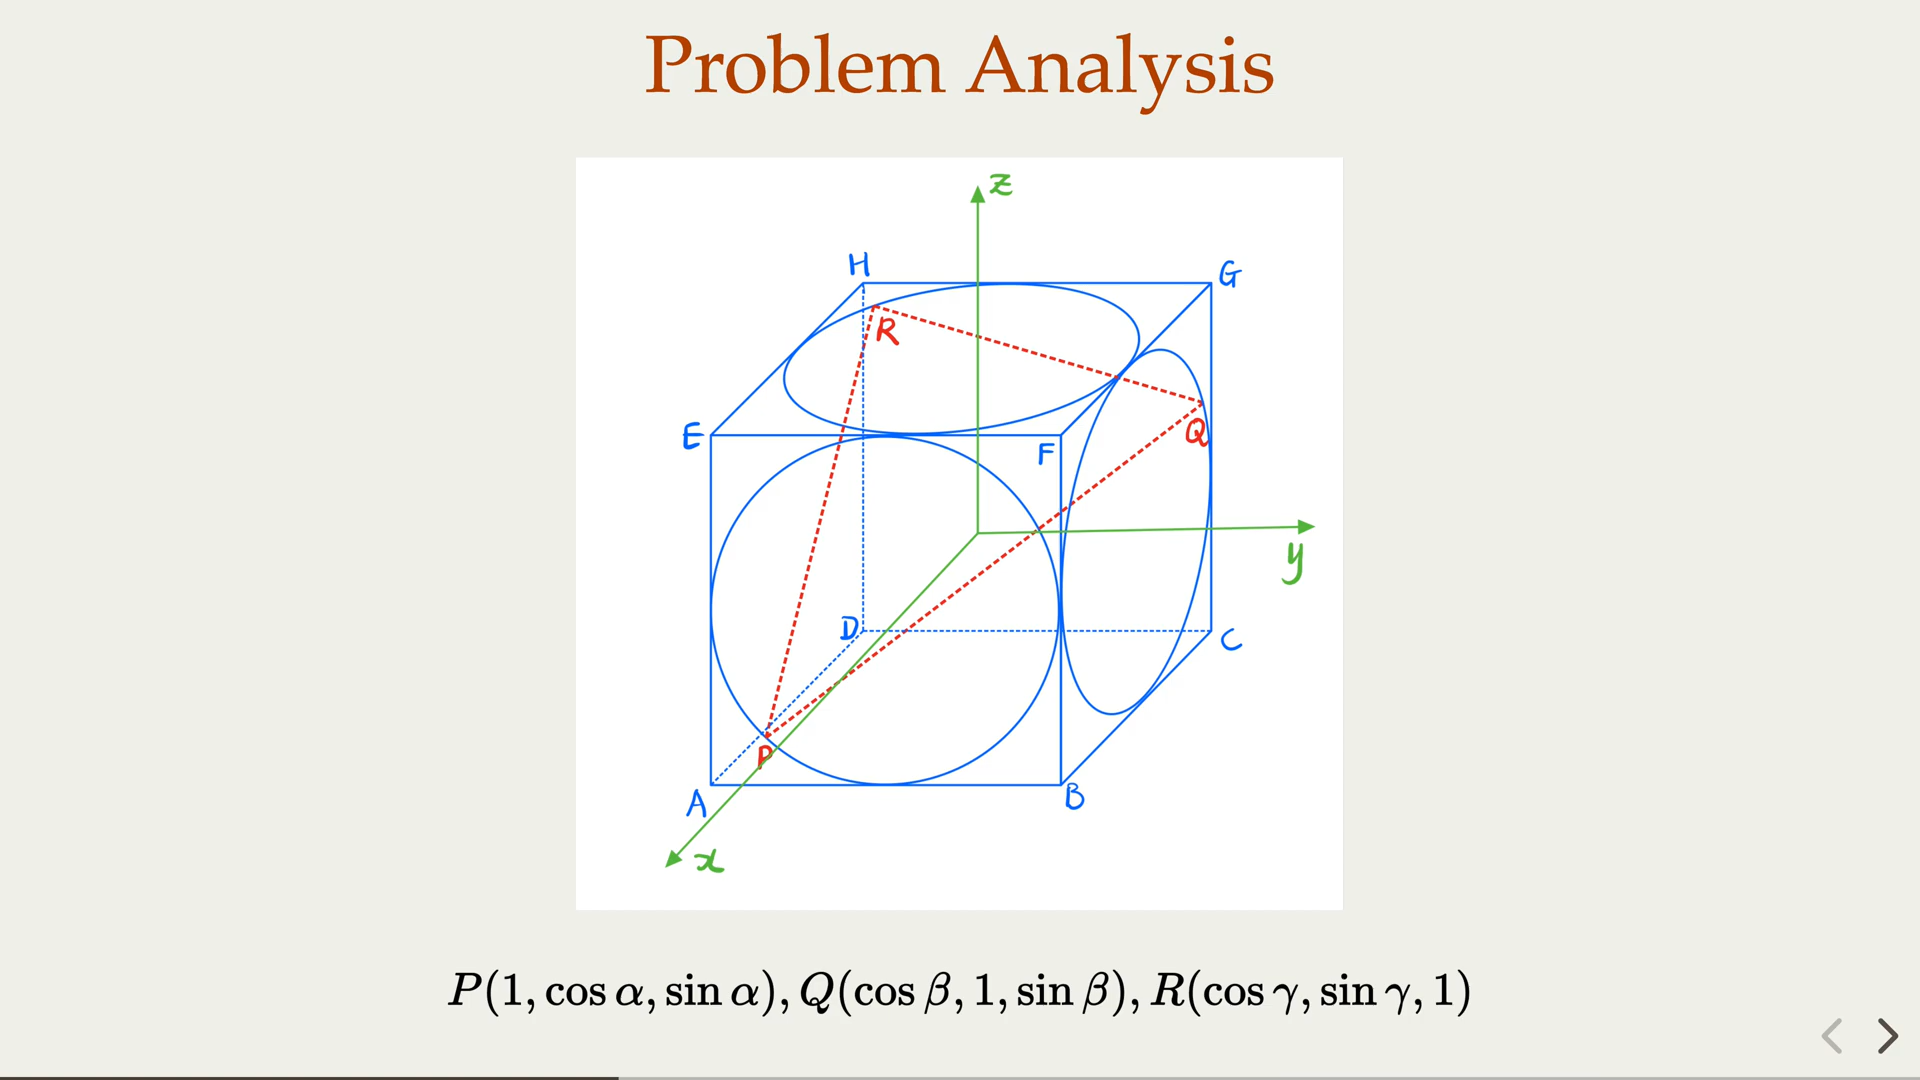 Problem Analysis
z
H
G
R
E
F
Q
y
D
C
P
A
B
x
P(1, cos α, sin α), Q(cos β, 1, sin β), R(cos γ, sin γ, 1)